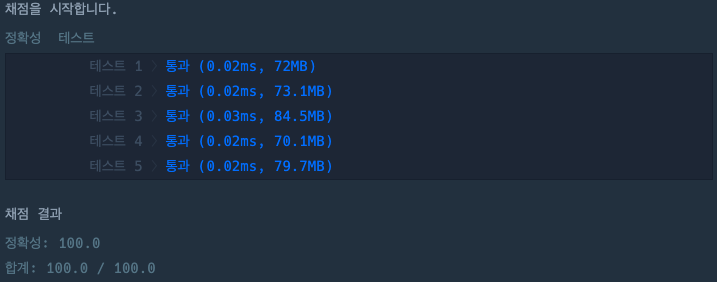 채점을 시작합니다.
정확성 테스트
테스트 1 〉 통과 (0.02ms, 72MB)
테스트 2 〉 통과 (0.02ms, 73.1MB)
테스트 3 〉 통과 (0.03ms, 84.5MB)
테스트 4 〉 통과 (0.02ms, 70.1MB)
테스트 5 〉 통과 (0.02ms, 79.7MB)
채점 결과
정확성: 100.0
합계: 100.0 / 100.0